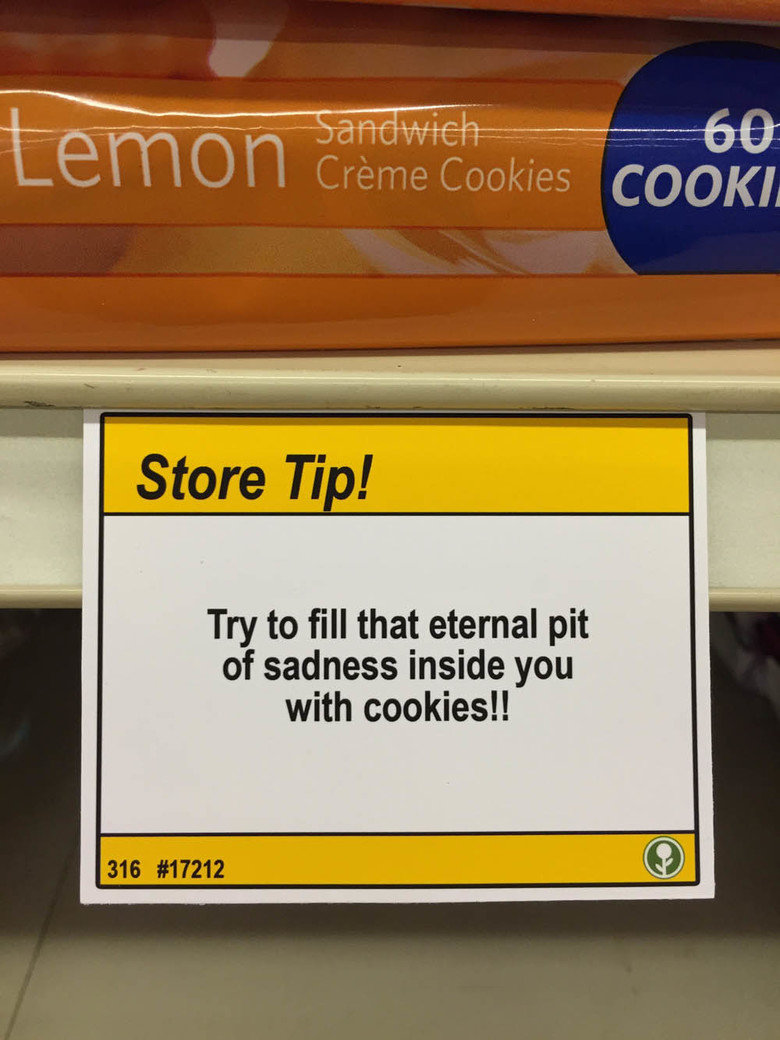 Lemon
Sandwich
Crème Cookies
60
Store Tip!
Try to fill that eternal pit
of sadness inside you
with cookies!!
316 #17212